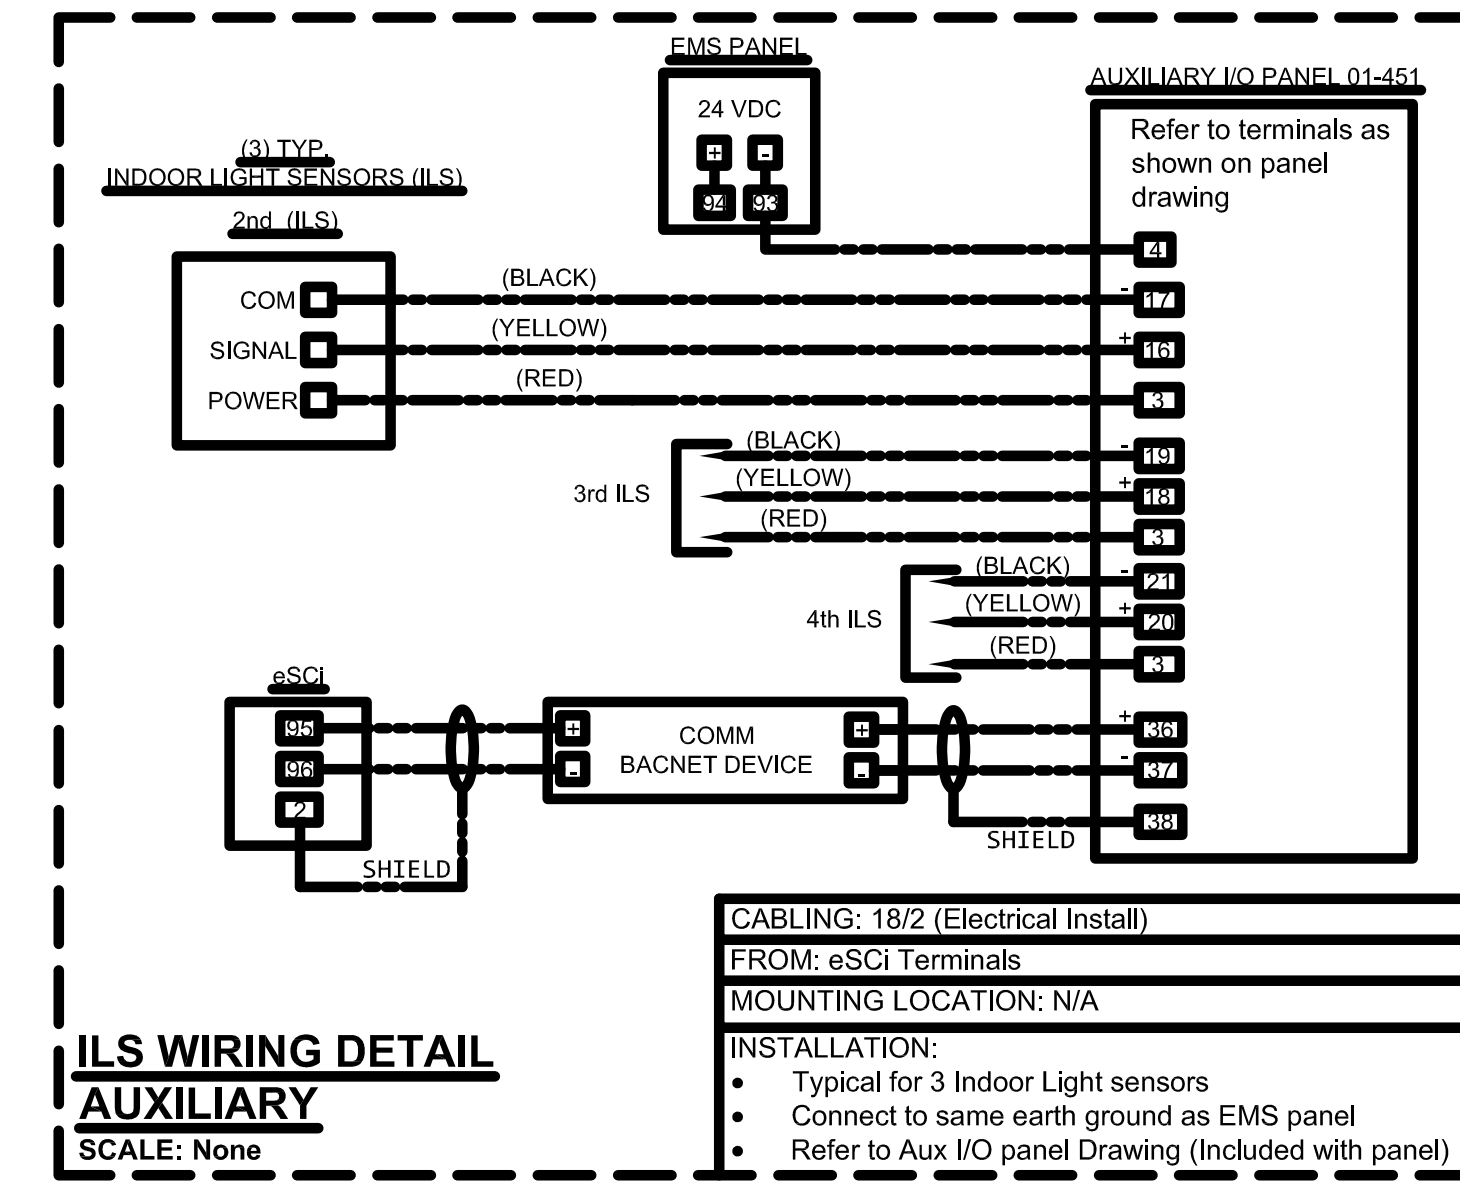 EMS PANEL
24 VDC
+ -
94 93
AUXILIARY I/O PANEL 01-451
Refer to terminals as
shown on panel
drawing
(3) TYP.
INDOOR LIGHT SENSORS (ILS)
2nd (ILS)
4
COM (BLACK) - 17
SIGNAL (YELLOW) + 16
POWER (RED) 3
3rd ILS
(BLACK) - 19
(YELLOW) + 18
(RED) 3
4th ILS
(BLACK) - 21
(YELLOW) + 20
(RED) 3
eSCi
95
96
2
SHIELD
+ COMM +
- BACNET DEVICE -
+ 36
- 37
38
SHIELD
CABLING: 18/2 (Electrical Install)
FROM: eSCi Terminals
MOUNTING LOCATION: N/A
INSTALLATION:
• Typical for 3 Indoor Light sensors
• Connect to same earth ground as EMS panel
• Refer to Aux I/O panel Drawing (Included with panel)
ILS WIRING DETAIL
AUXILIARY
SCALE: None